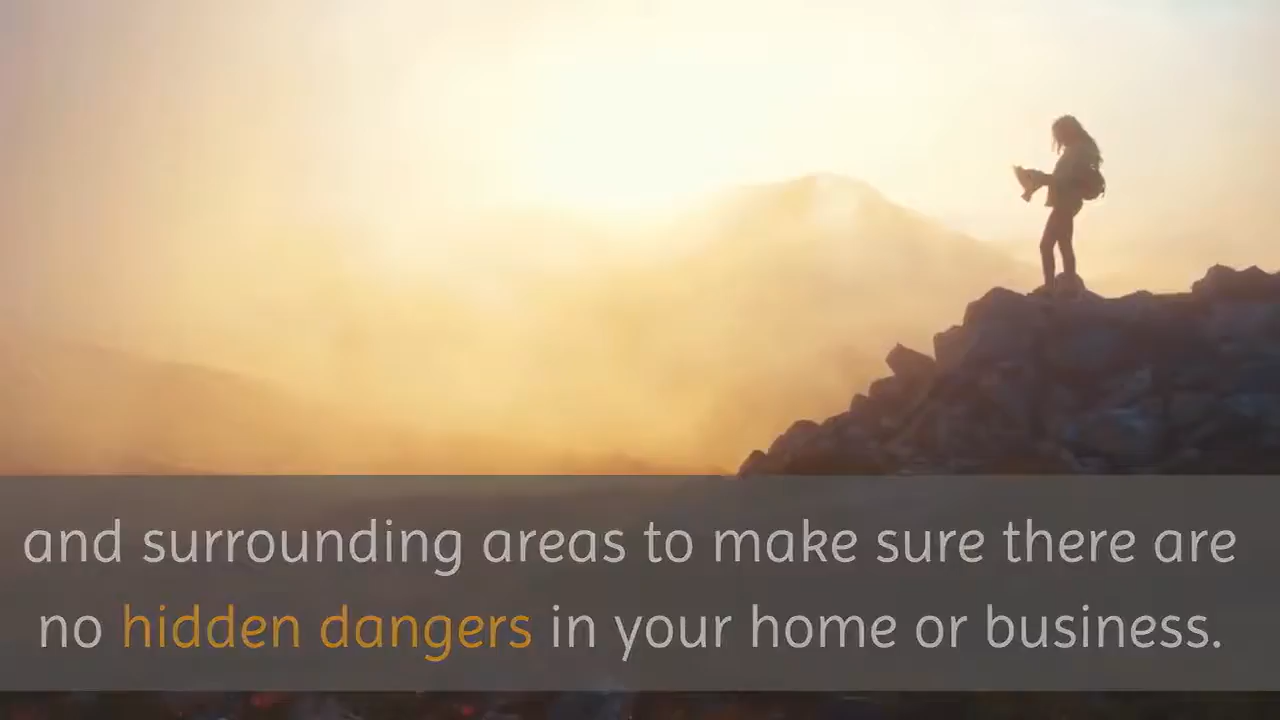 and surrounding areas to make sure there are
no hidden dangers in your home or business.